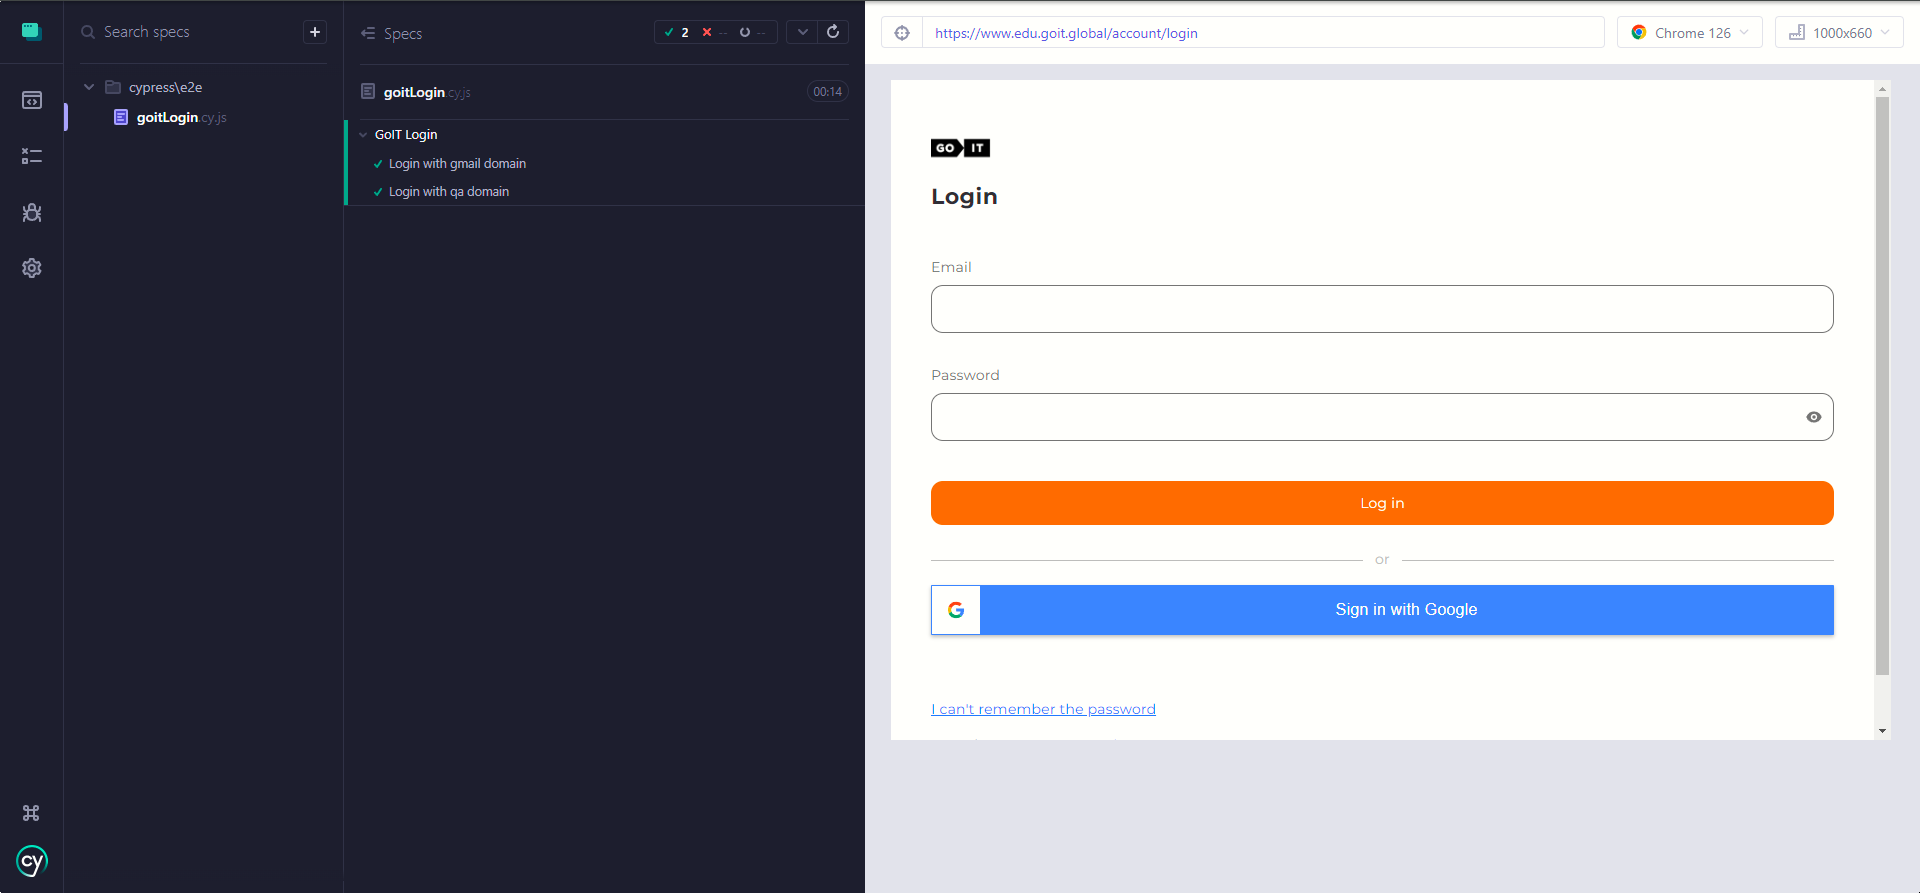 Search specs
+
cypress\e2e
goitLogin.cy.js
cy
Specs
2 -- --
goitLogin.cy.js 00:14
GoIT Login
Login with gmail domain
Login with qa domain
https://www.edu.goit.global/account/login
Chrome 126
1000x660
GO IT
Login
Email
Password
Log in
or
G
Sign in with Google
I can't remember the password